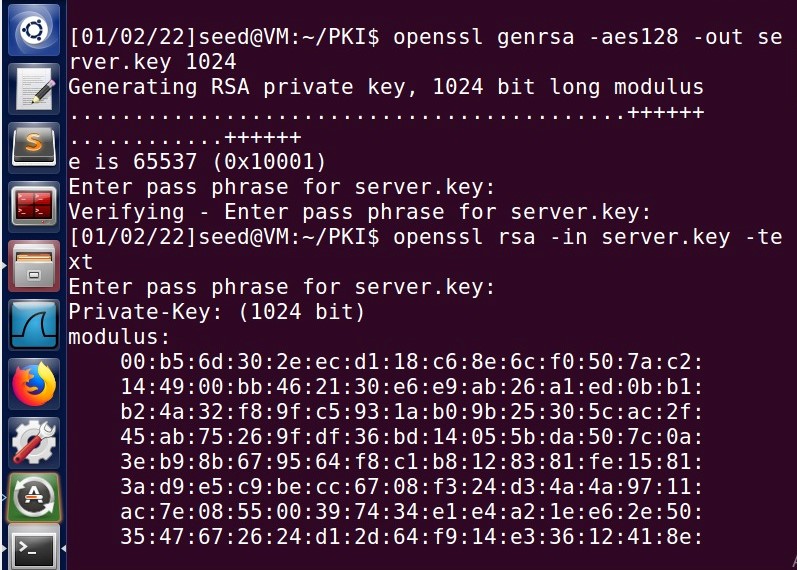 [01/02/22]seed@VM:~/PKI$ openssl genrsa -aes128 -out se
rver.key 1024
Generating RSA private key, 1024 bit long modulus
...........................................++++++
............++++++
e is 65537 (0x10001)
Enter pass phrase for server.key:
Verifying - Enter pass phrase for server.key:
[01/02/22]seed@VM:~/PKI$ openssl rsa -in server.key -te
xt
Enter pass phrase for server.key:
Private-Key: (1024 bit)
modulus:
    00:b5:6d:30:2e:ec:d1:18:c6:8e:6c:f0:50:7a:c2:
    14:49:00:bb:46:21:30:e6:e9:ab:26:a1:ed:0b:b1:
    b2:4a:32:f8:9f:c5:93:1a:b0:9b:25:30:5c:ac:2f:
    45:ab:75:26:9f:df:36:bd:14:05:5b:da:50:7c:0a:
    3e:b9:8b:67:95:64:f8:c1:b8:12:83:81:fe:15:81:
    3a:d9:e5:c9:be:cc:67:08:f3:24:d3:4a:4a:97:11:
    ac:7e:08:55:00:39:74:34:e1:e4:a2:1e:e6:2e:50:
    35:47:67:26:24:d1:2d:64:f9:14:e3:36:12:41:8e: